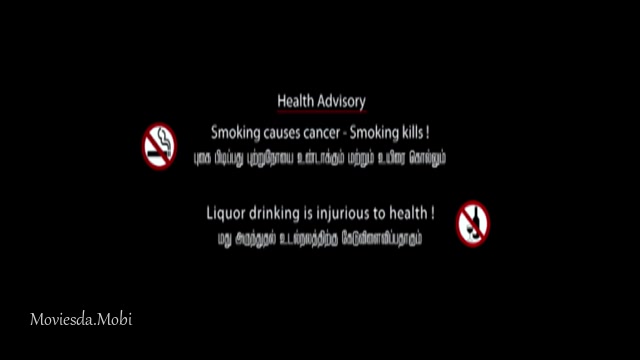 Health Advisory
Smoking causes cancer - Smoking kills !
புகை பிடிப்பது புற்றுநோயை உண்டாக்கும் மற்றும் உயிரை கொல்லும்
Liquor drinking is injurious to health !
மது அருந்துதல் உடல்நலத்திற்கு கேடுவிளைவிப்பதாகும்
Moviesda.Mobi